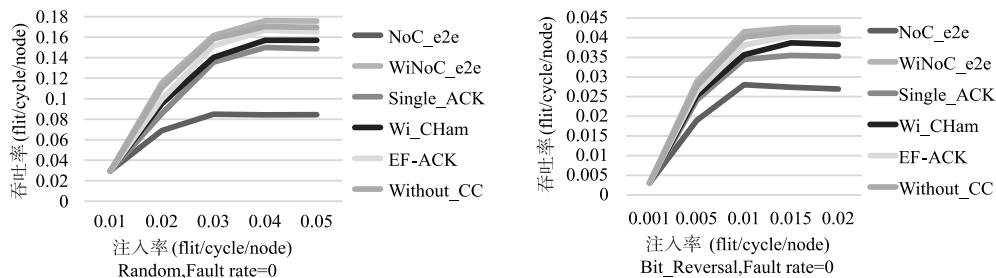 0.18
0.16
0.14
0.12
0.1
0.08
0.06
0.04
0.02
0
吞吐率(flit/cycle/node)
0.01 0.02 0.03 0.04 0.05
注入率(flit/cycle/node)
Random,Fault rate=0
NoC_e2e
WiNoC_e2e
Single_ACK
Wi_CHam
EF-ACK
Without_CC
0.045
0.04
0.035
0.03
0.025
0.02
0.015
0.01
0.005
0
吞吐率(flit/cycle/node)
0.001 0.005 0.01 0.015 0.02
注入率 (flit/cycle/node)
Bit_Reversal,Fault rate=0
NoC_e2e
WiNoC_e2e
Single_ACK
Wi_CHam
EF-ACK
Without_CC